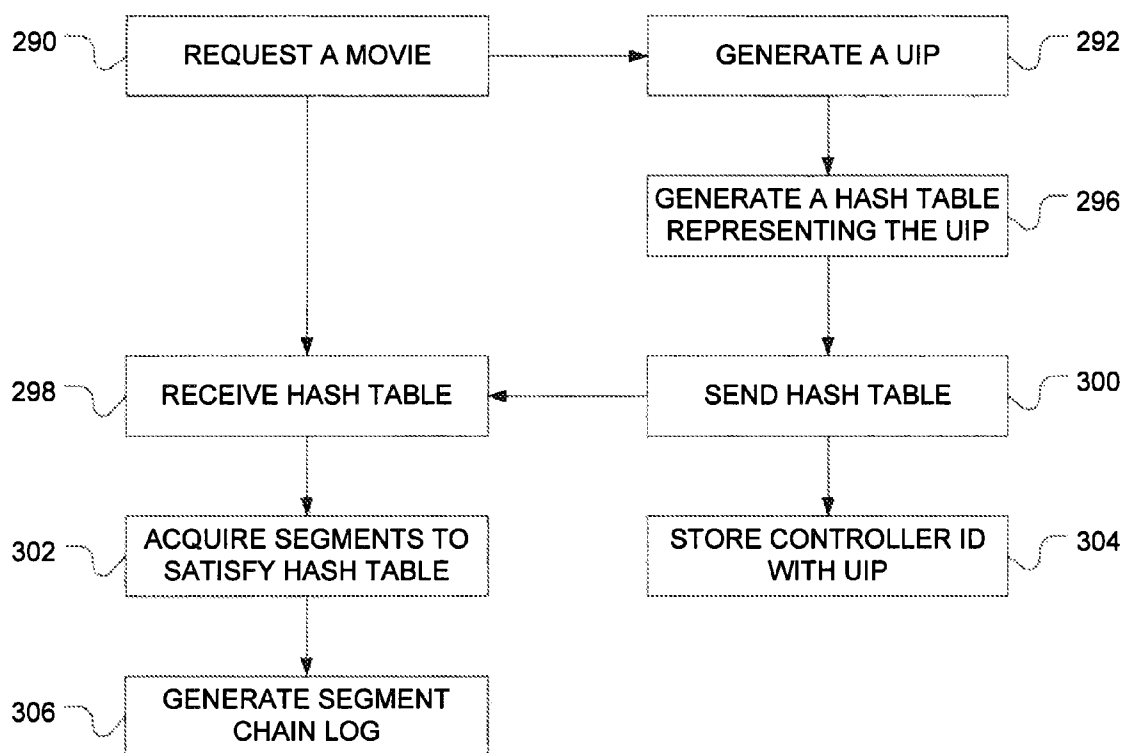 290
REQUEST A MOVIE
GENERATE A UIP
292
GENERATE A HASH TABLE
REPRESENTING THE UIP
296
298
RECEIVE HASH TABLE
SEND HASH TABLE
300
302
ACQUIRE SEGMENTS TO
SATISFY HASH TABLE
STORE CONTROLLER ID
WITH UIP
304
306
GENERATE SEGMENT
CHAIN LOG